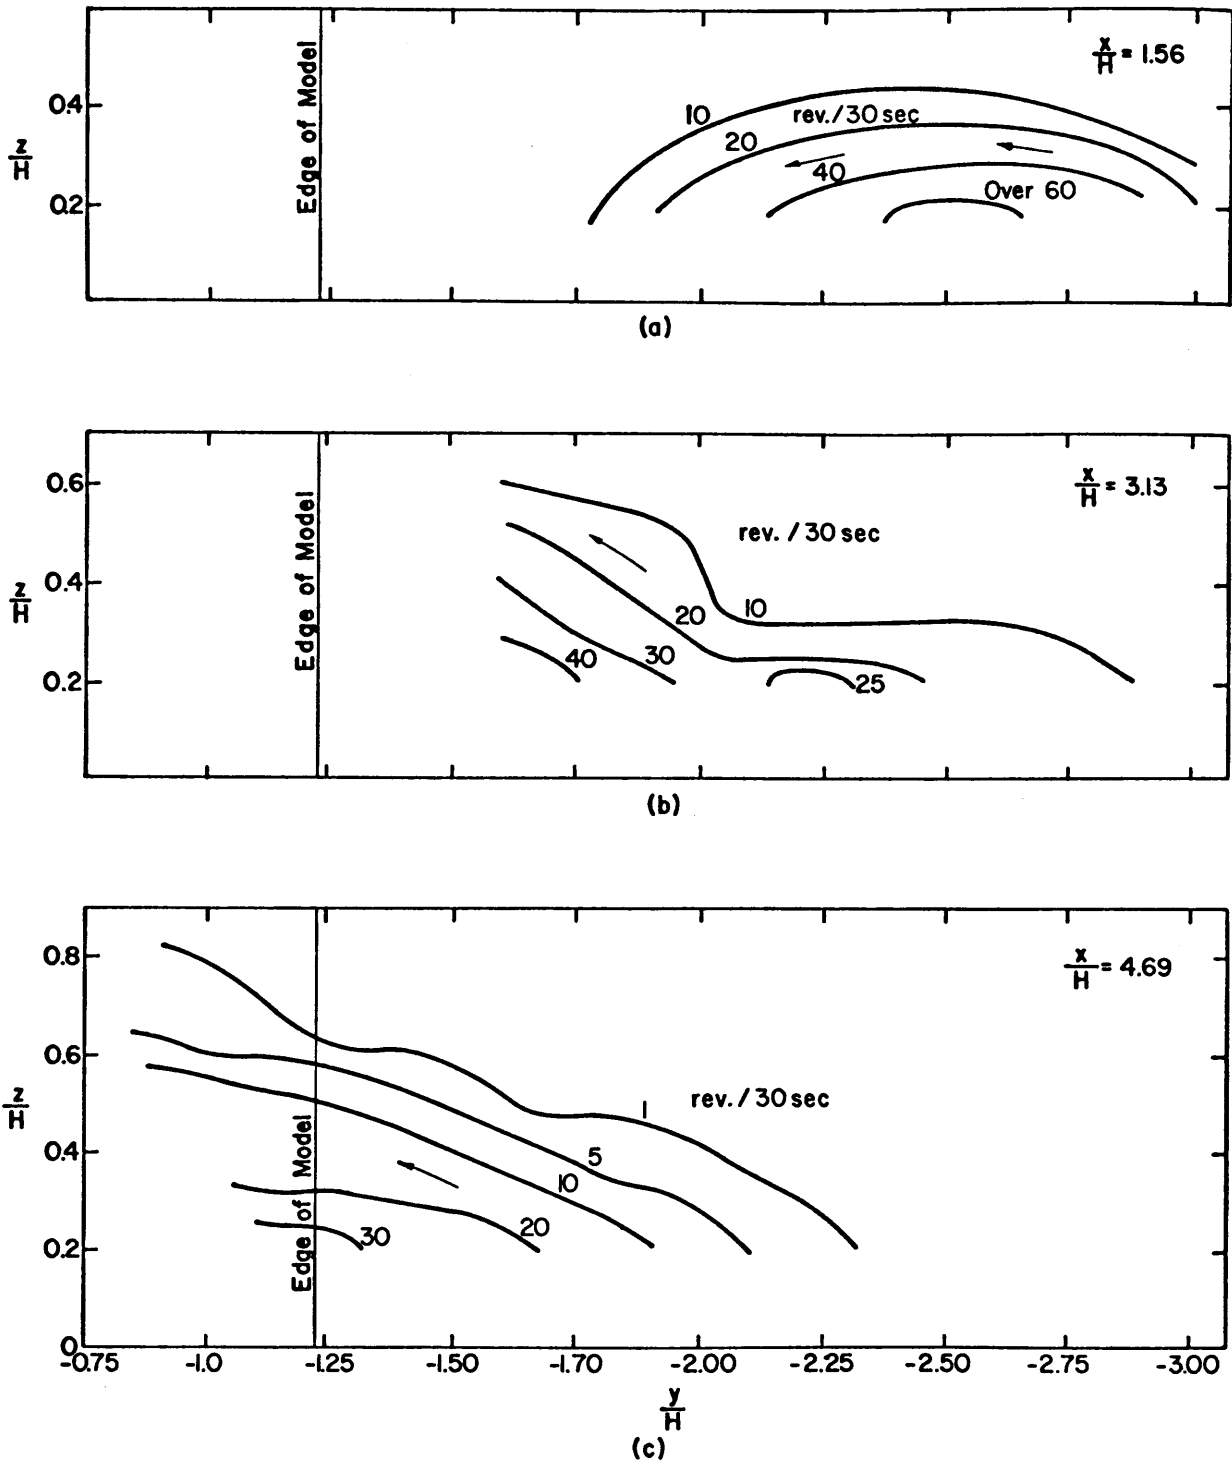 x/H = 1.56
Edge of Model
z/H
0.4
0.2
10
rev./30 sec
20
40
Over 60
(a)
x/H = 3.13
Edge of Model
z/H
0.6
0.4
0.2
rev. / 30 sec
20
10
40
30
25
(b)
x/H = 4.69
Edge of Model
z/H
0.8
0.6
0.4
0.2
0
1
rev. / 30 sec
5
10
20
30
-0.75 -1.0 -1.25 -1.50 -1.70 -2.00 -2.25 -2.50 -2.75 -3.00
y/H
(c)